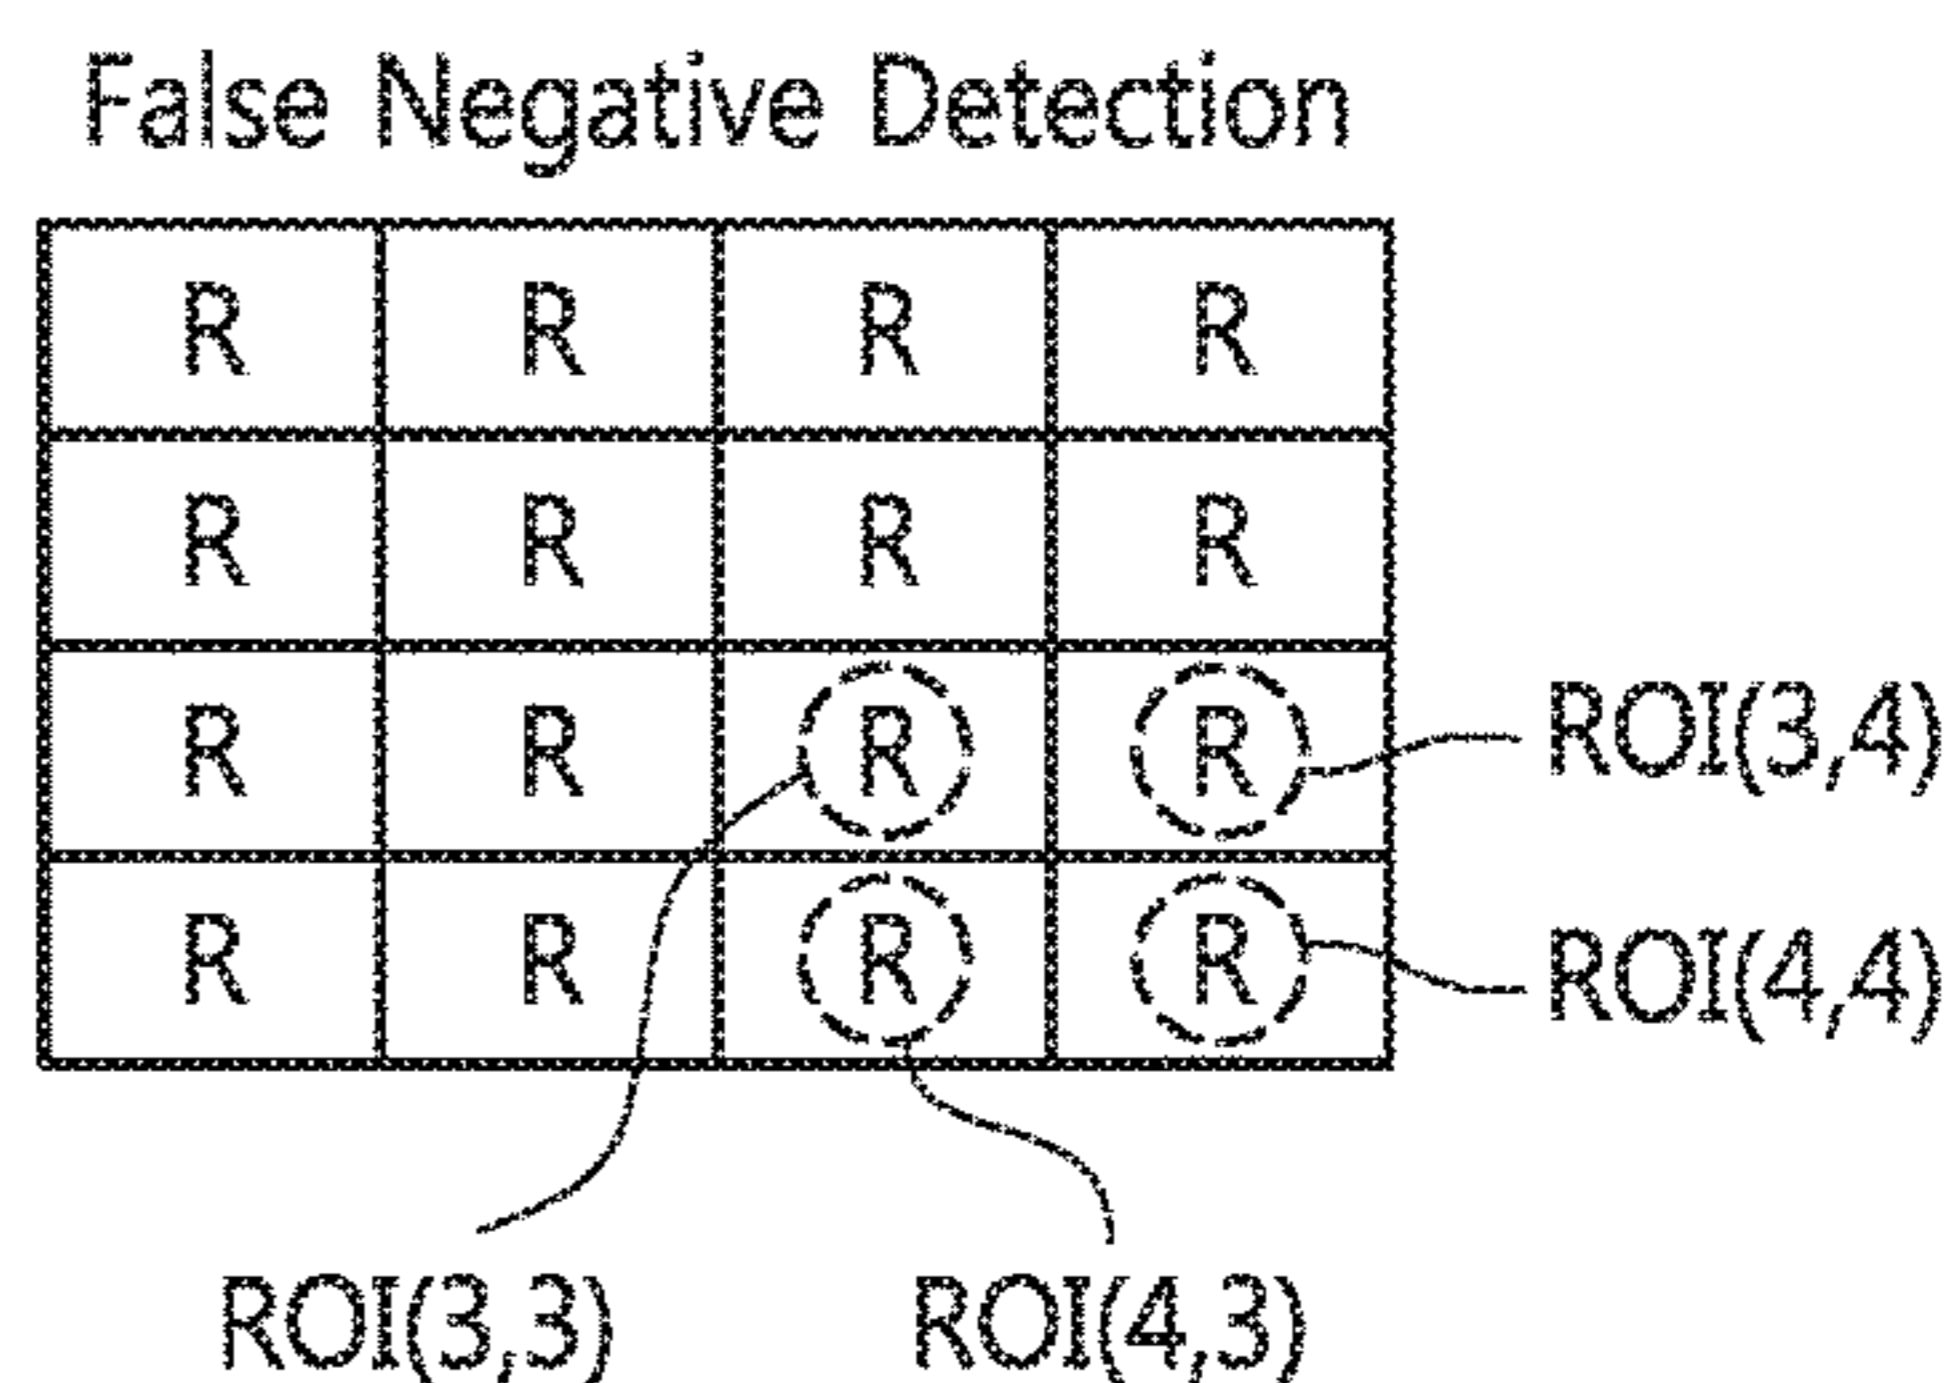 False Negative Detection
R R R R
R R R R
R R R R ROI(3,4)
R R R R ROI(4,4)
ROI(3,3) ROI(4,3)